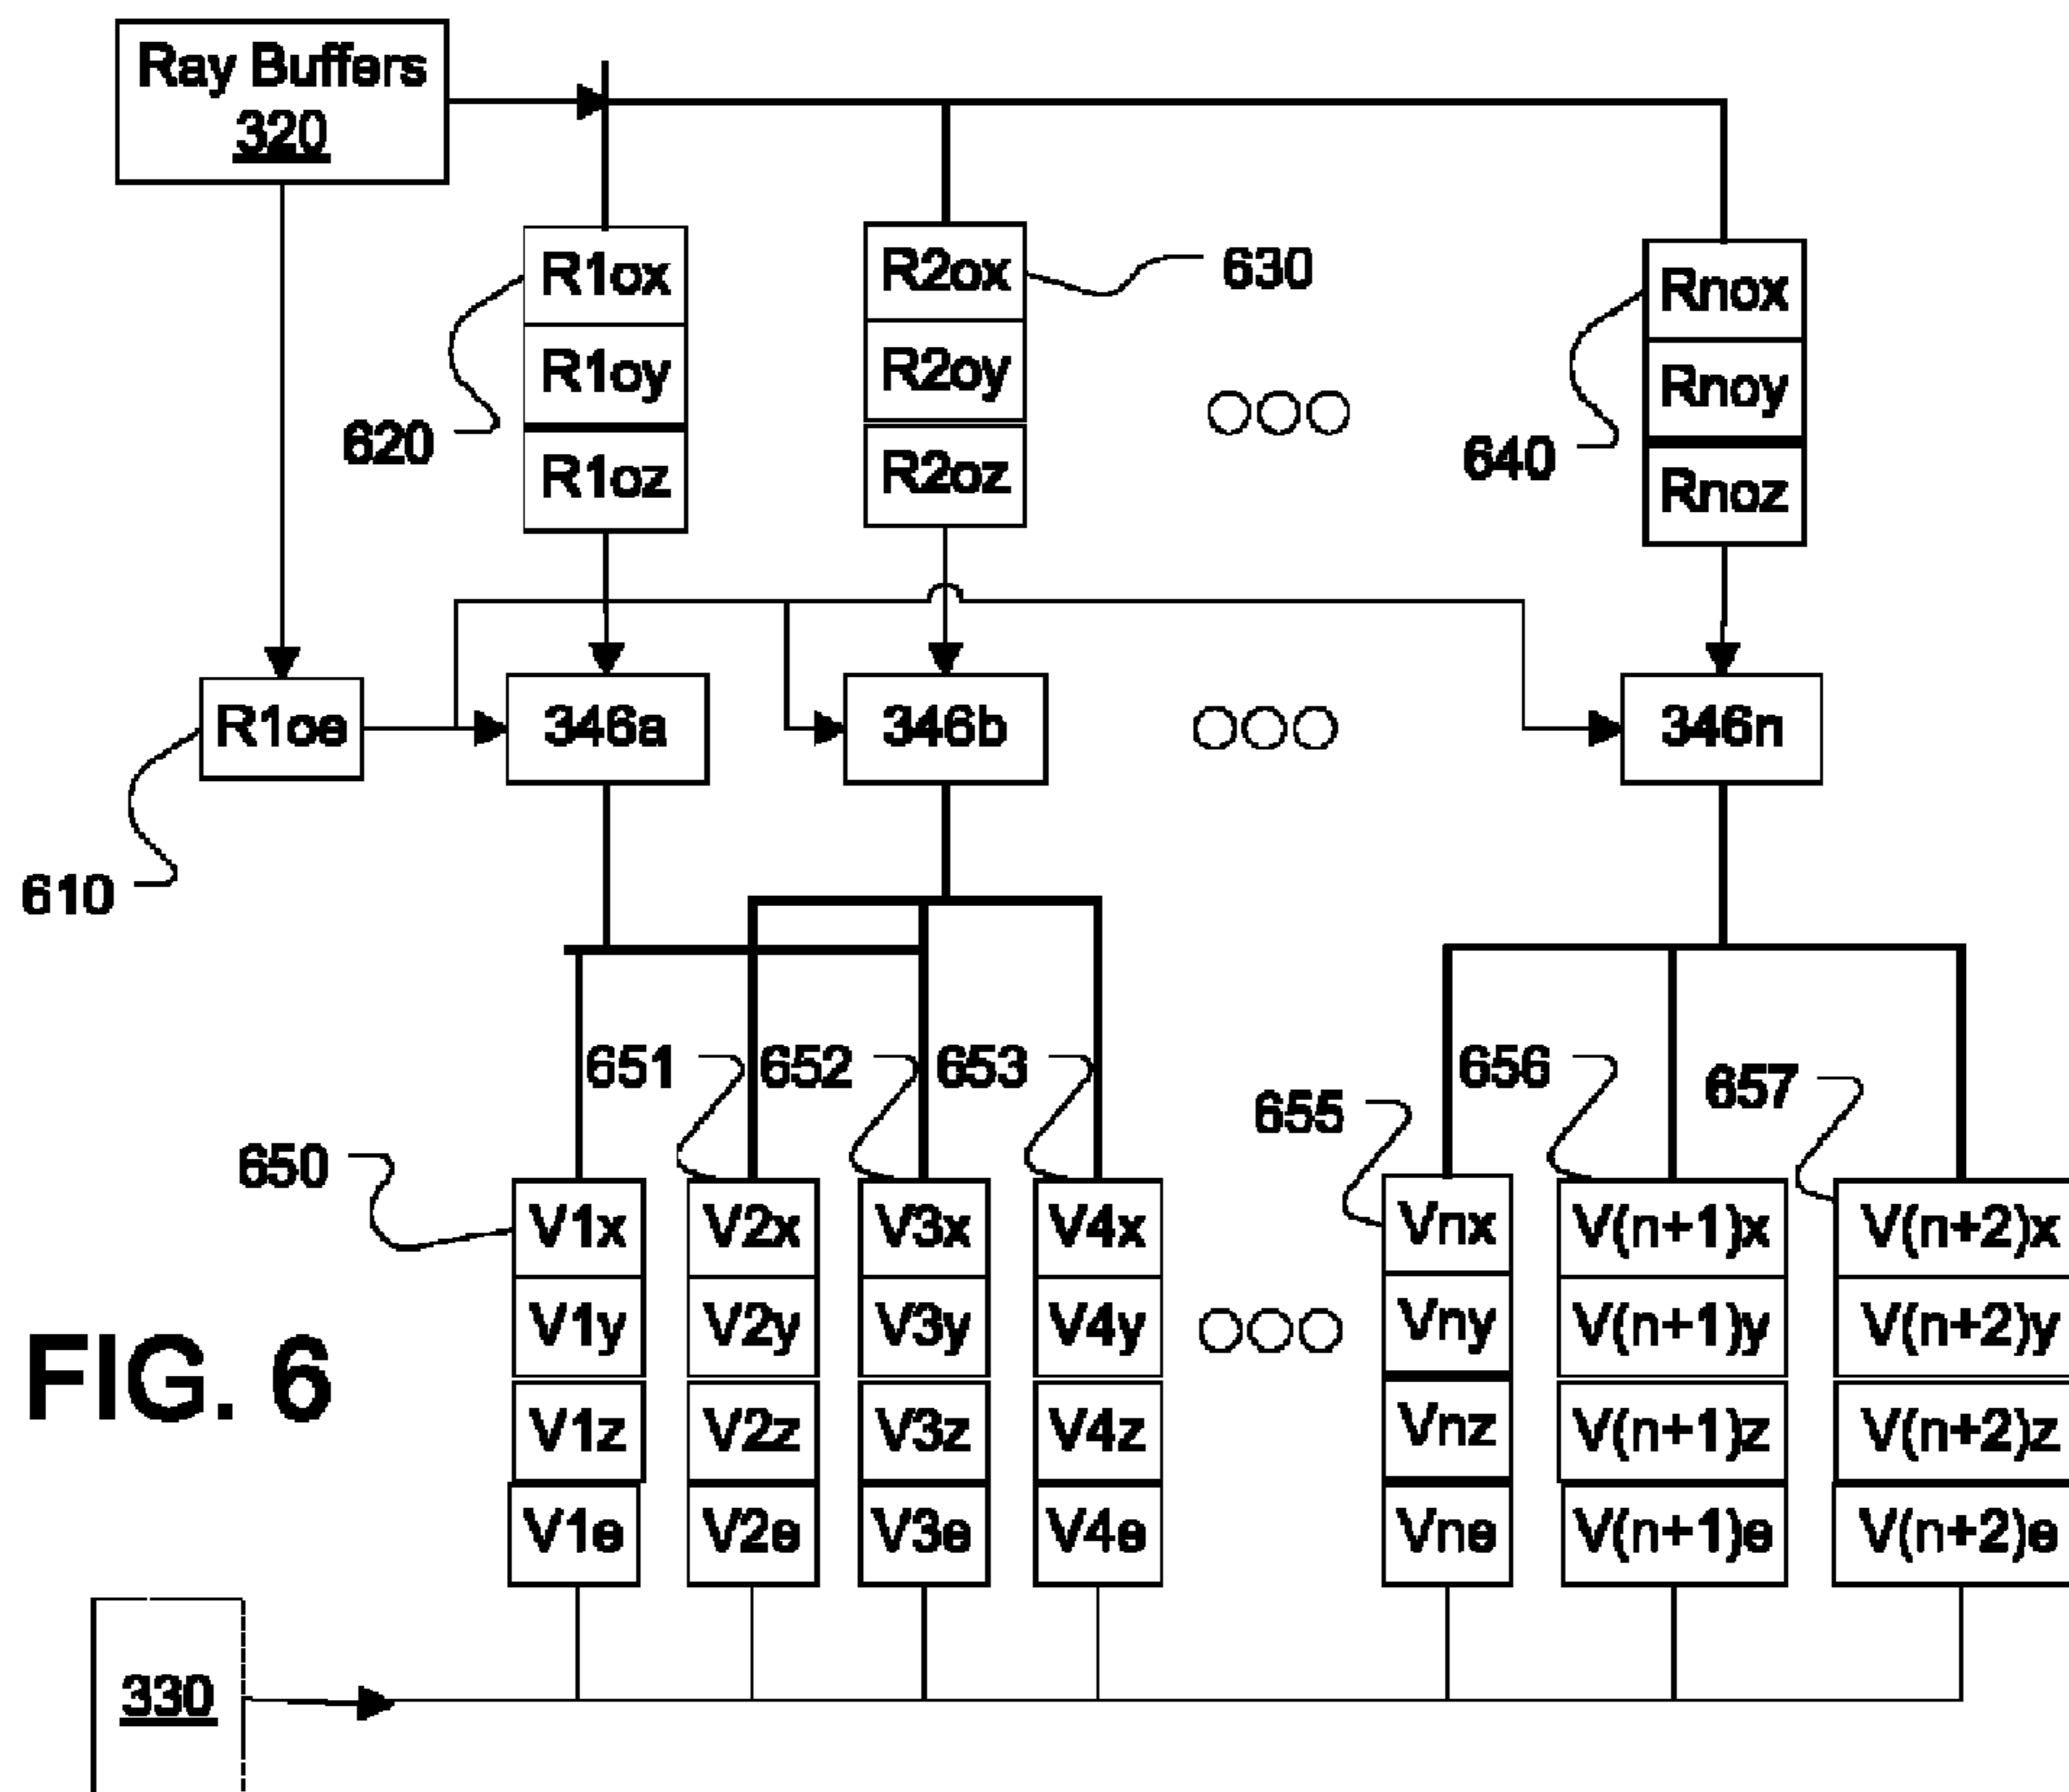 Ray Buffers
320
R1ox
R1oy
R1oz
620
R2ox
R2oy
R2oz
630
Rnox
Rnoy
Rnoz
640
R1ce
346a
346b
346n
610
651
652
653
655
656
657
650
V1x
V1y
V1z
V1e
V2x
V2y
V2z
V2e
V3x
V3y
V3z
V3e
V4x
V4y
V4z
V4e
Vnx
Vny
Vnz
Vne
V(n+1)x
V(n+1)y
V(n+1)z
V(n+1)e
V(n+2)x
V(n+2)y
V(n+2)z
V(n+2)e
FIG. 6
330